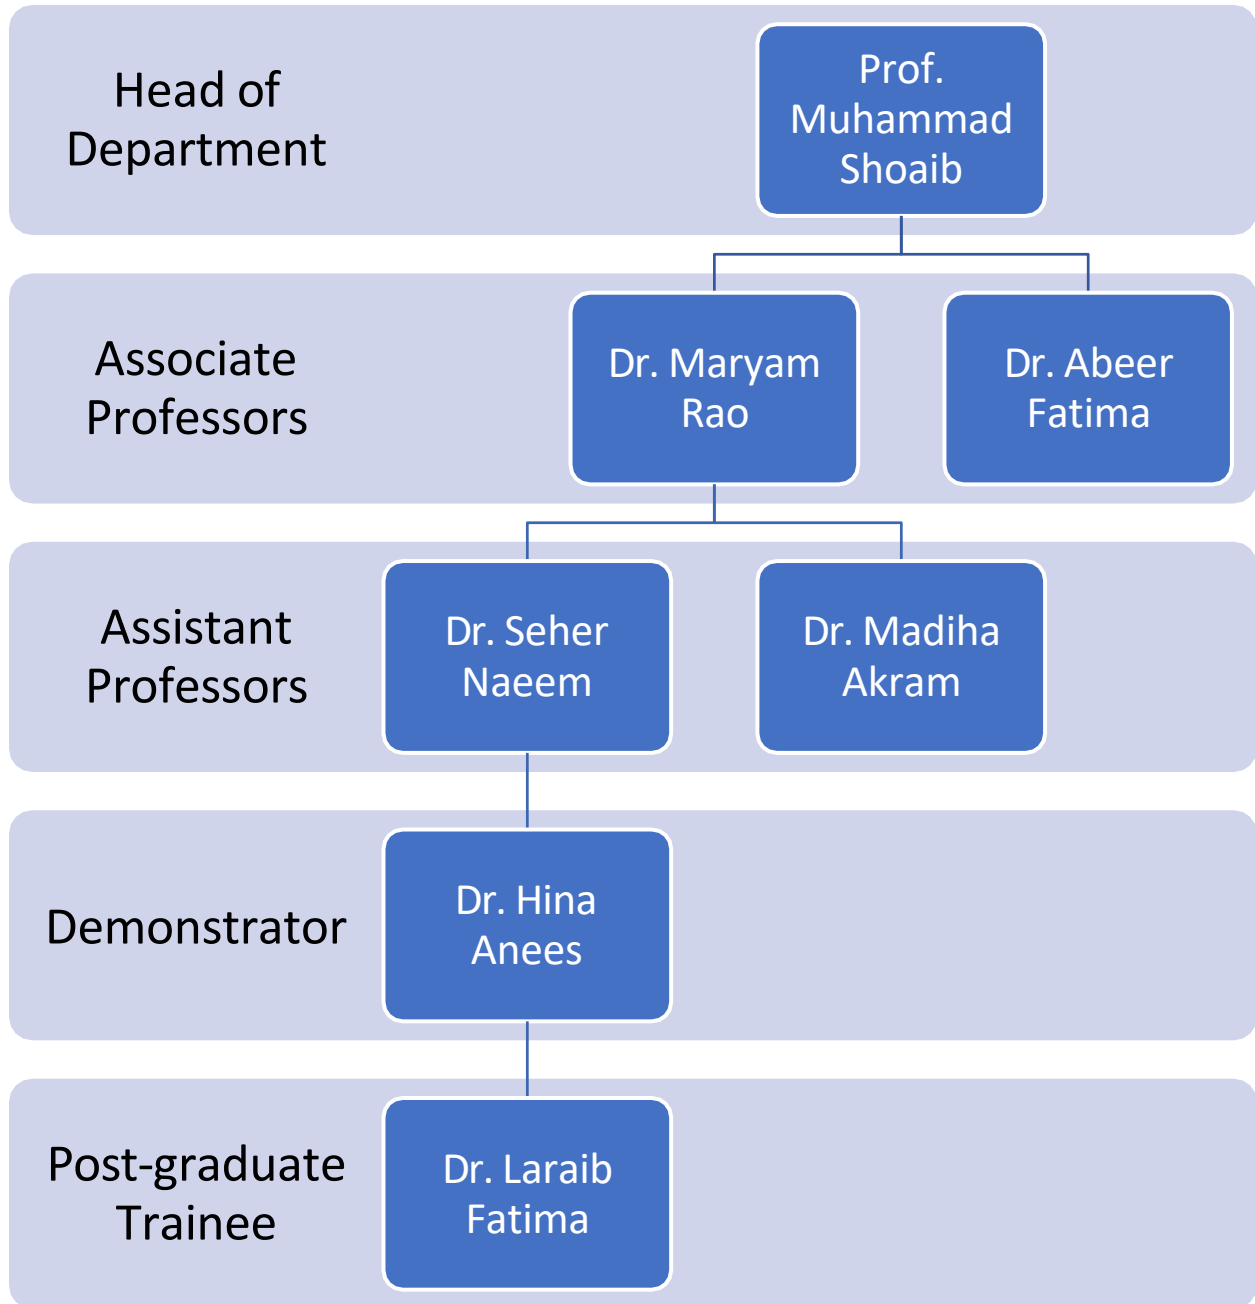 Head of
Department
Prof.
Muhammad
Shoaib
Associate
Professors
Dr. Maryam
Rao
Dr. Abeer
Fatima
Assistant
Professors
Dr. Seher
Naeem
Dr. Madiha
Akram
Demonstrator
Dr. Hina
Anees
Post-graduate
Trainee
Dr. Laraib
Fatima